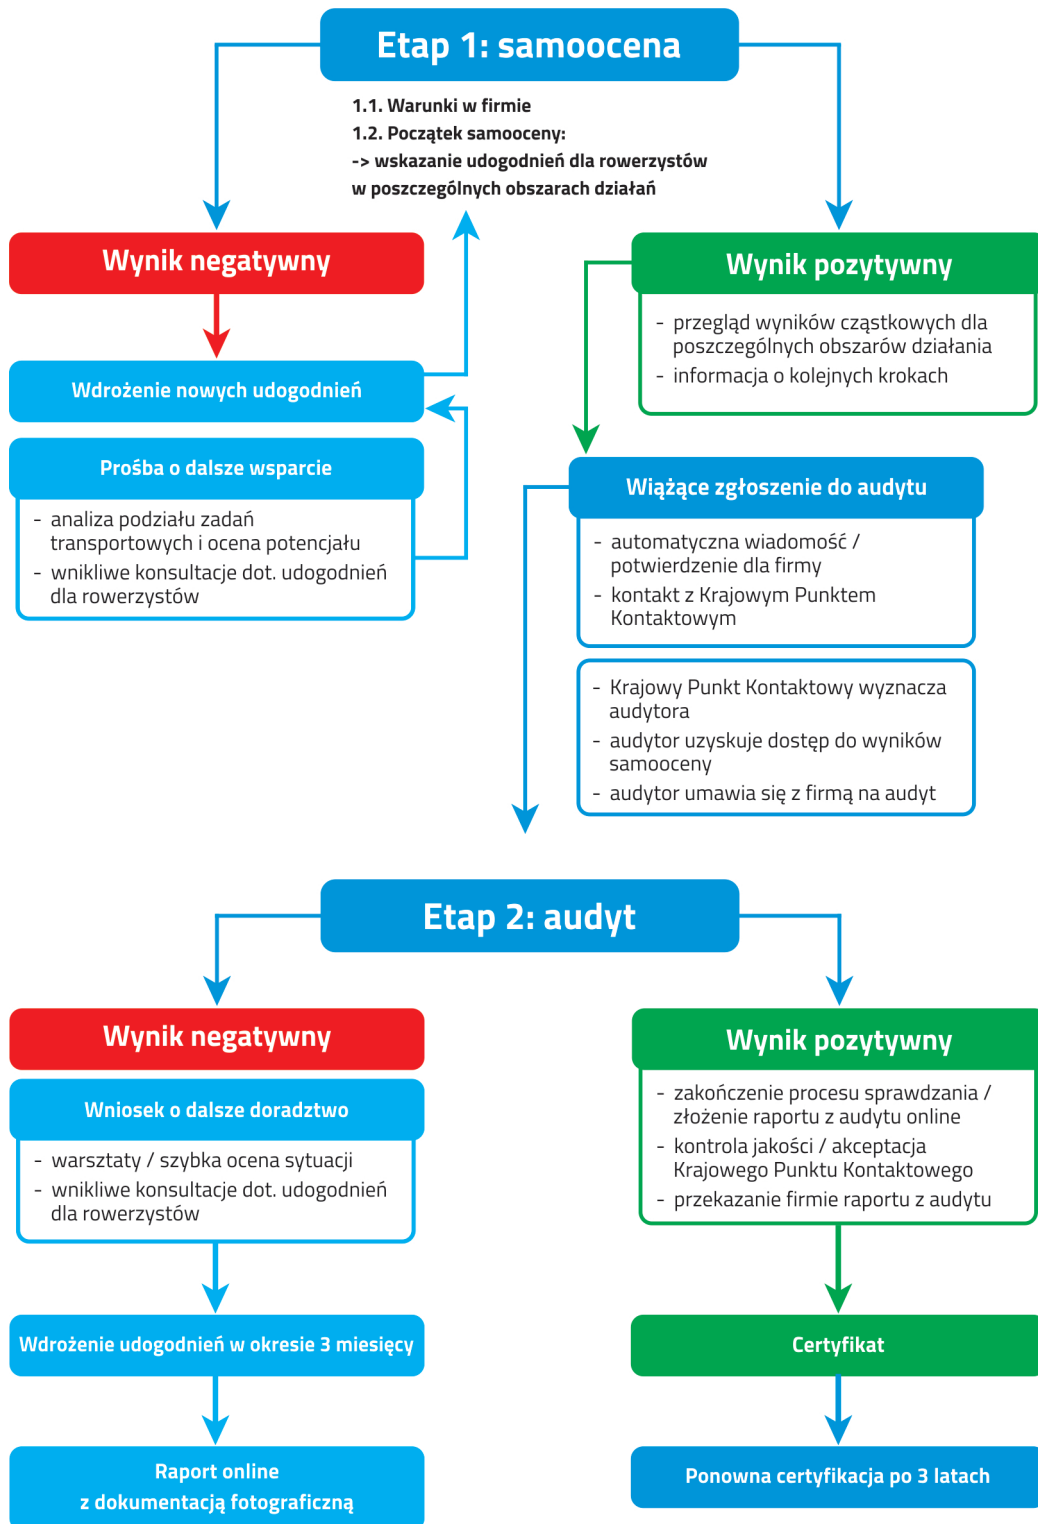 Etap 1: samoocena
1.1. Warunki w firmie
1.2. Początek samooceny:
-> wskazanie udogodnień dla rowerzystów
w poszczególnych obszarach działań
Wynik negatywny
Wdrożenie nowych udogodnień
Prośba o dalsze wsparcie
- analiza podziału zadań
transportowych i ocena potencjału
- wnikliwe konsultacje dot. udogodnień
dla rowerzystów
Wynik pozytywny
- przegląd wyników cząstkowych dla
poszczególnych obszarów działania
- informacja o kolejnych krokach
Wiążące zgłoszenie do audytu
- automatyczna wiadomość /
potwierdzenie dla firmy
- kontakt z Krajowym Punktem
Kontaktowym
- Krajowy Punkt Kontaktowy wyznacza
audytora
- audytor uzyskuje dostęp do wyników
samooceny
- audytor umawia się z firmą na audyt
Etap 2: audyt
Wynik negatywny
Wniosek o dalsze doradztwo
- warsztaty / szybka ocena sytuacji
- wnikliwe konsultacje dot. udogodnień
dla rowerzystów
Wdrożenie udogodnień w okresie 3 miesięcy
Raport online
z dokumentacją fotograficzną
Wynik pozytywny
- zakończenie procesu sprawdzania /
złożenie raportu z audytu online
- kontrola jakości / akceptacja
Krajowego Punktu Kontaktowego
- przekazanie firmie raportu z audytu
Certyfikat
Ponowna certyfikacja po 3 latach